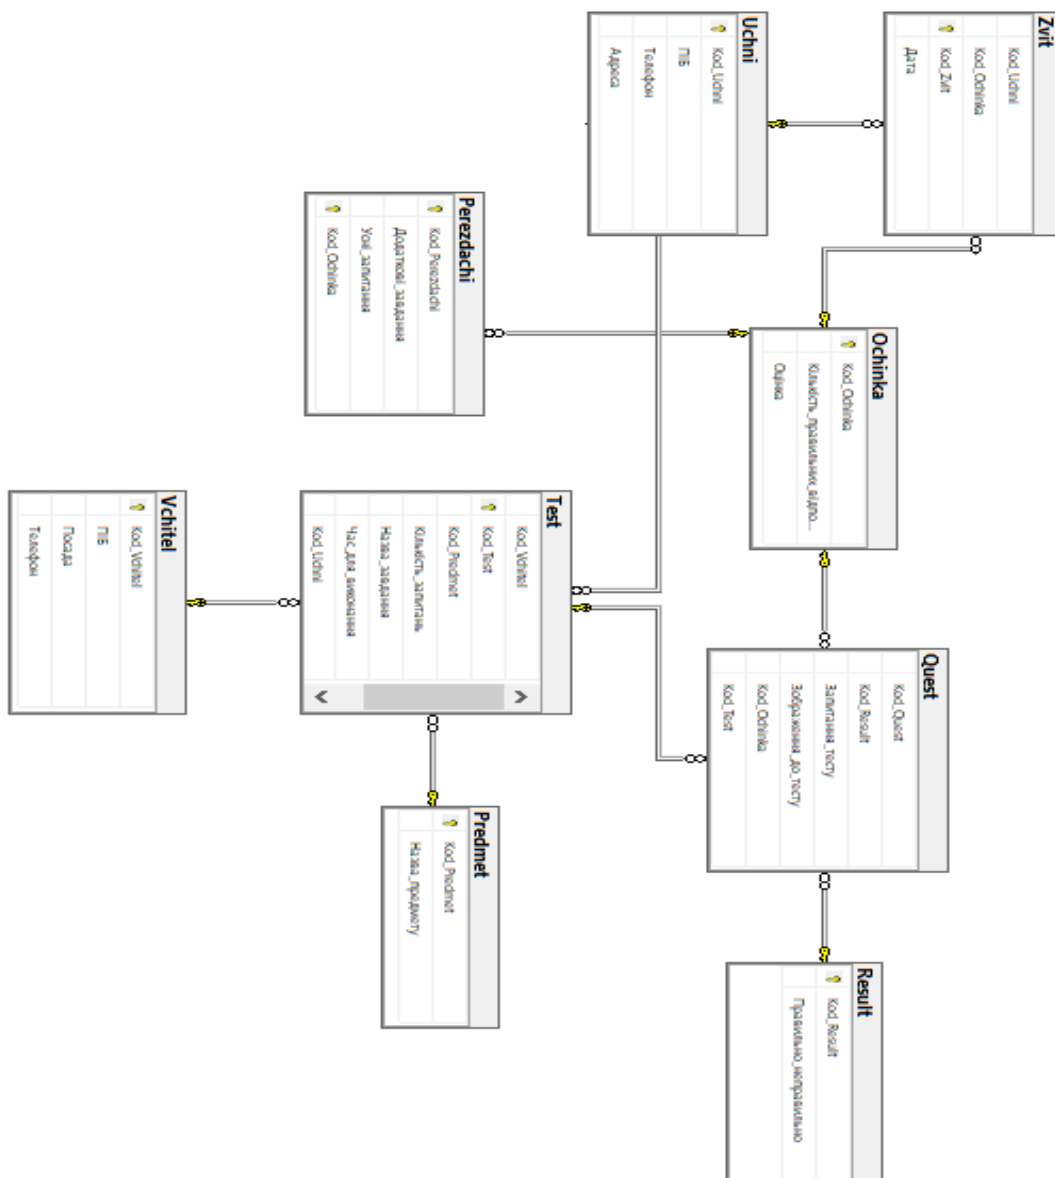 Zvit
Kod_Uchni
Kod_Ochinka
Kod_Zvit
Дата
Uchni
Kod_Uchni
ПІБ
Телефон
Адреса
Ochinka
Kod_Ochinka
Кількість_правильних_відпо...
Оцінка
Perezdachi
Kod_Perezdachi
Додаткові_завдання
Усні_запитання
Kod_Ochinka
Quest
Kod_Quest
Kod_Result
Запитання_тесту
Зображення_до_тесту
Kod_Ochinka
Kod_Test
Test
Kod_Vchitel
Kod_Test
Kod_Predmet
Кількість_запитань
Назва_завдання
Час_для_виконання
Kod_Uchni
Vchitel
Kod_Vchitel
ПІБ
Посада
Телефон
Result
Kod_Result
Правильно_неправильно
Predmet
Kod_Predmet
Назва_предмету